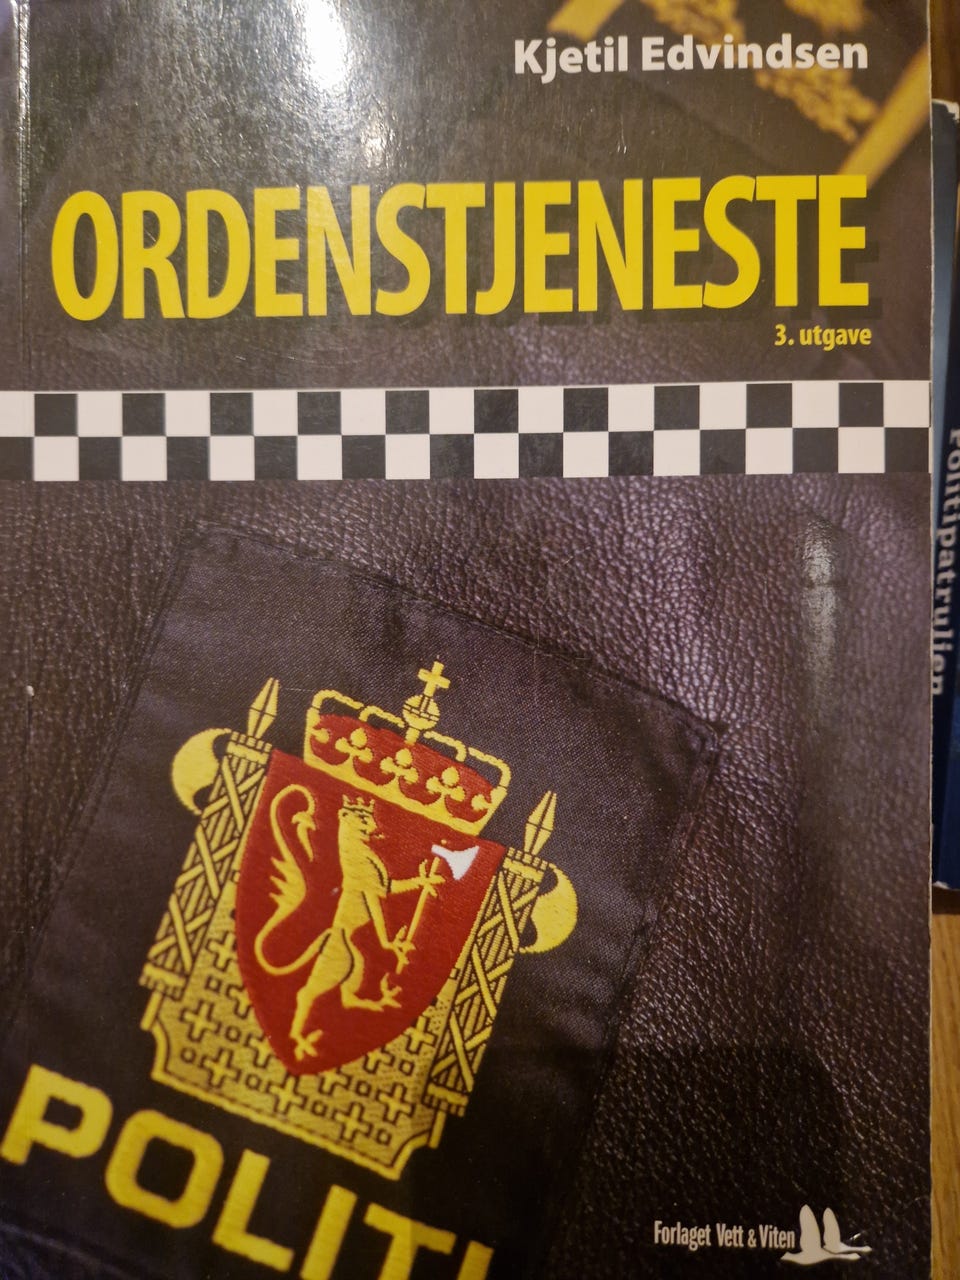 Kjetil Edvindsen
ORDENSTJENESTE
3. utgave
Politipatruljen
POLITI
Forlaget Vett & Viten